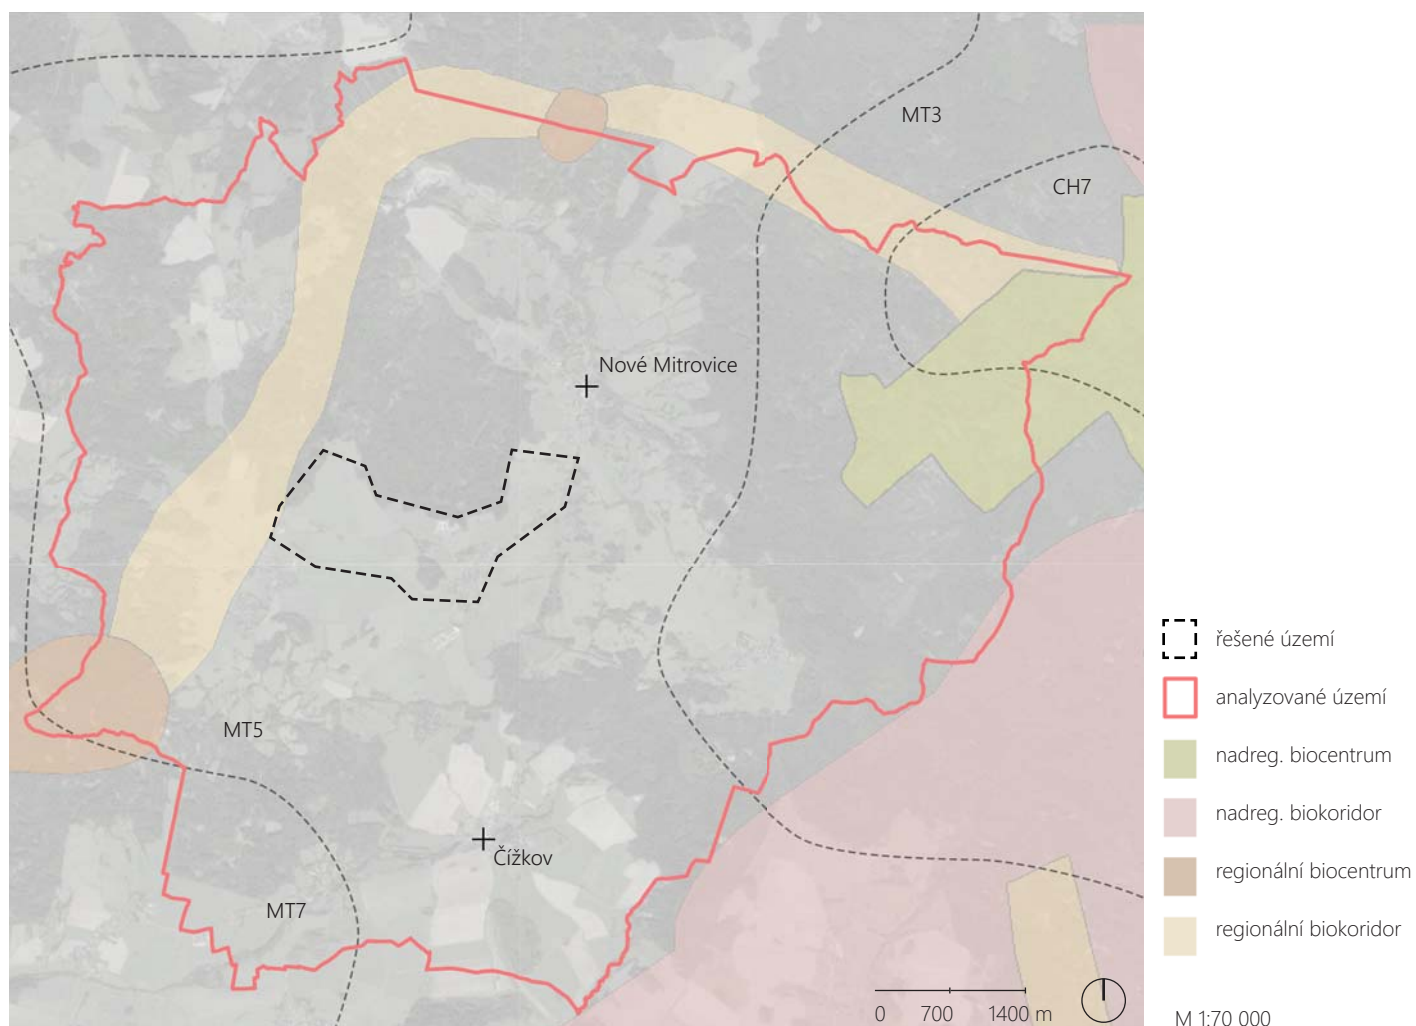 MT3
CH7
Nové Mitrovice
MT5
Čížkov
MT7
0 700 1400 m
řešené území
analyzované území
nadreg. biocentrum
nadreg. biokoridor
regionální biocentrum
regionální biokoridor
M 1:70 000